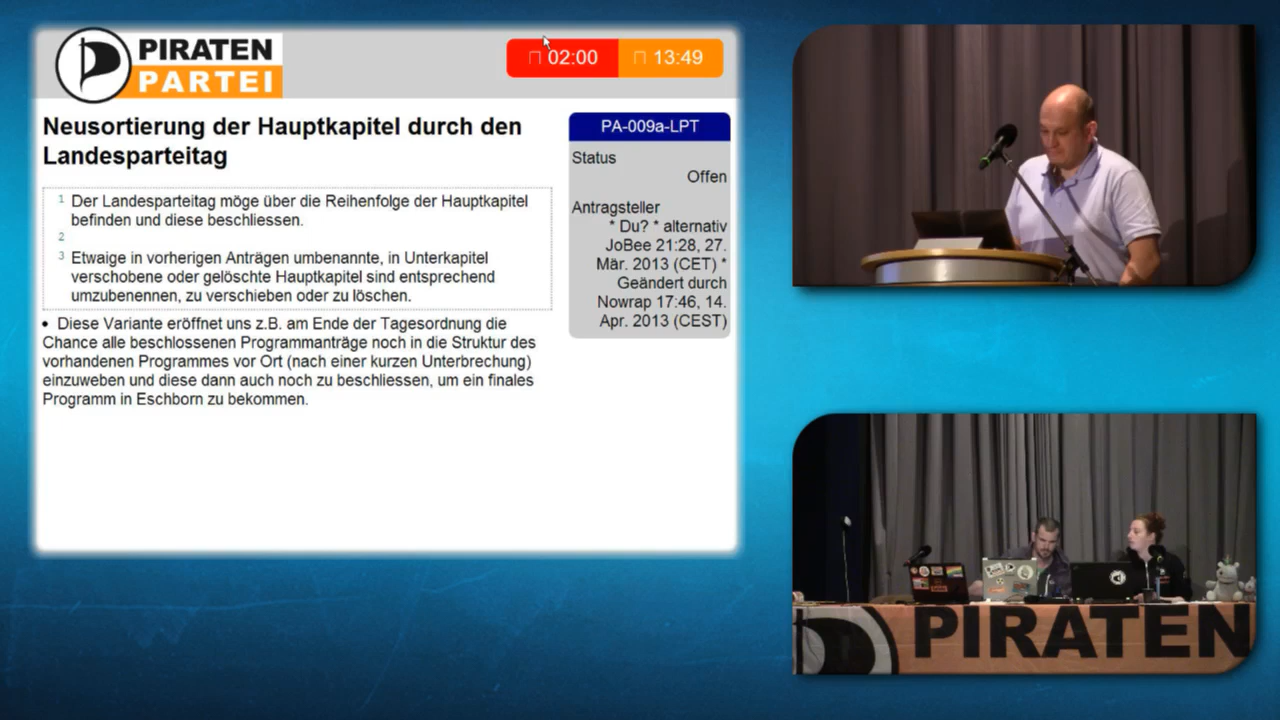 PIRATEN
PARTEI
02:00
13:49
Neusortierung der Hauptkapitel durch den
Landesparteitag
1 Der Landesparteitag möge über die Reihenfolge der Hauptkapitel
befinden und diese beschliessen.
2
3 Etwaige in vorherigen Anträgen umbenannte, in Unterkapitel
verschobene oder gelöschte Hauptkapitel sind entsprechend
umzubenennen, zu verschieben oder zu löschen.
• Diese Variante eröffnet uns z.B. am Ende der Tagesordnung die
Chance alle beschlossenen Programmanträge noch in die Struktur des
vorhandenen Programmes vor Ort (nach einer kurzen Unterbrechung)
einzuweben und diese dann auch noch zu beschliessen, um ein finales
Programm in Eschborn zu bekommen.
PA-009a-LPT
Status
Offen
Antragsteller
* Du? * alternativ
JoBee 21:28, 27.
Mär. 2013 (CET) *
Geändert durch
Nowrap 17:46, 14.
Apr. 2013 (CEST)
PIRATEN